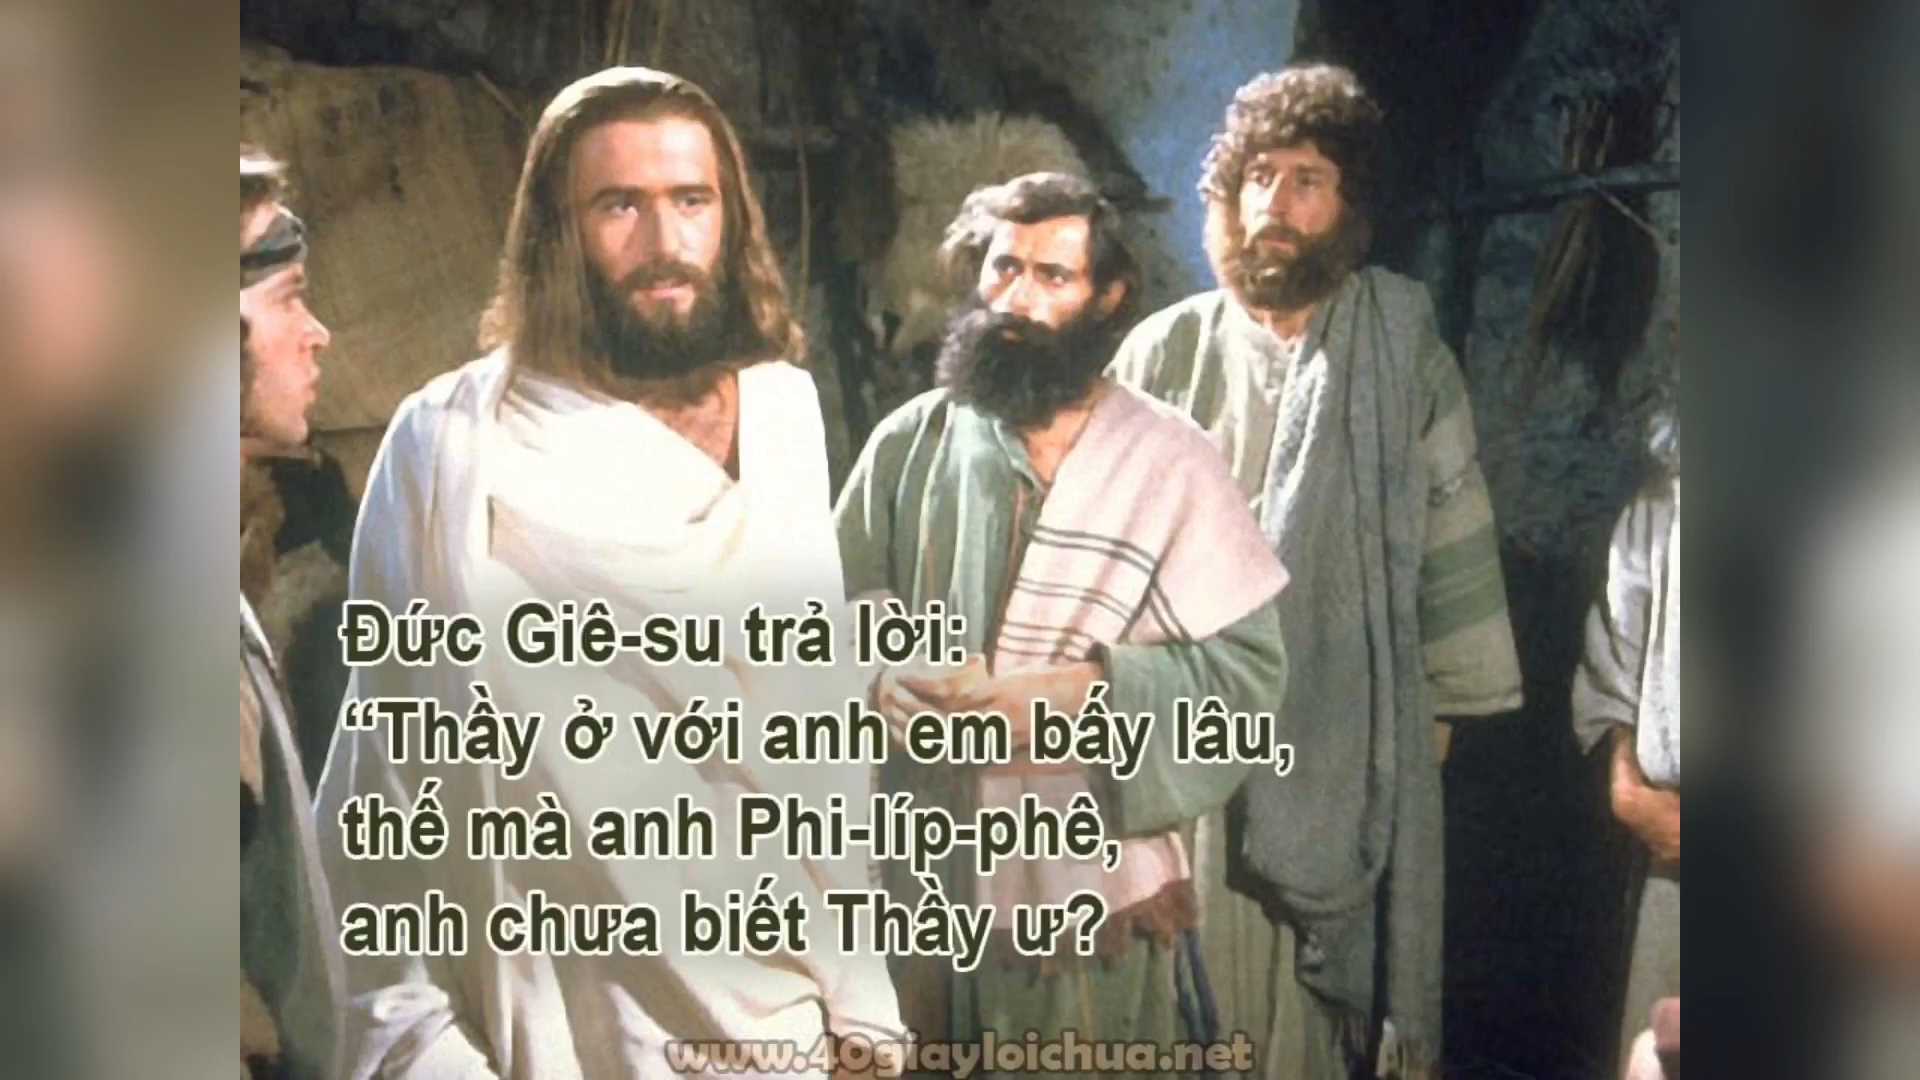 Đức Giê-su trả lời:
“Thầy ở với anh em bấy lâu,
thế mà anh Phi-líp-phê,
anh chưa biết Thầy ư?
www.40giayloichua.net